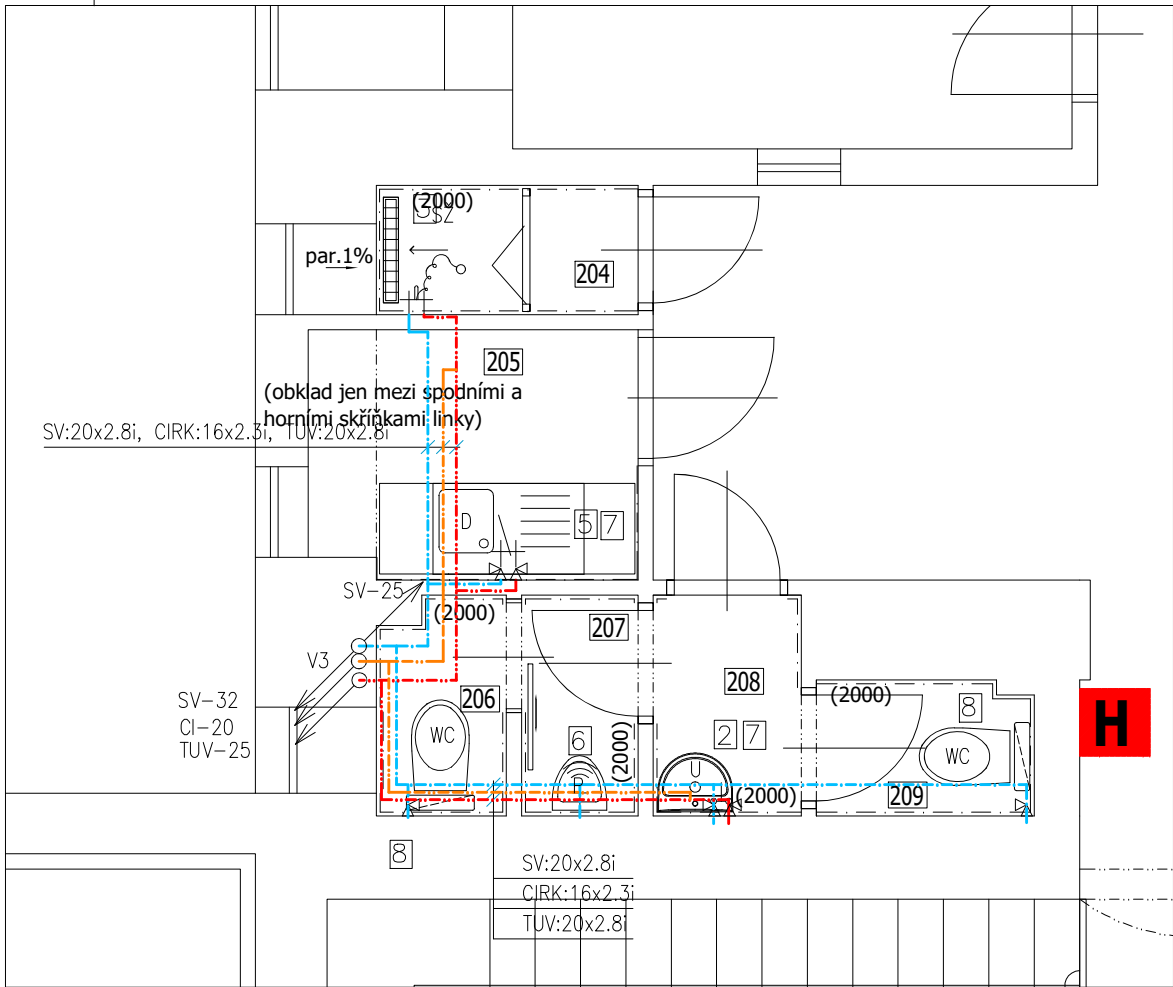 (2000)
3
SZ
par.1%
204
205
(obklad jen mezi spodními a
horními skříňkami linky)
SV:20x2.8i, CIRK:16x2.3i, TUV:20x2.8i
D
5 7
SV-25
(2000)
207
V3
208
(2000)
206
8
SV-32
CI-20
TUV-25
H
WC
6
(2000)
2 7
WC
U
P
(2000)
209
8
SV:20x2.8i
CIRK:16x2.3i
TUV:20x2.8i